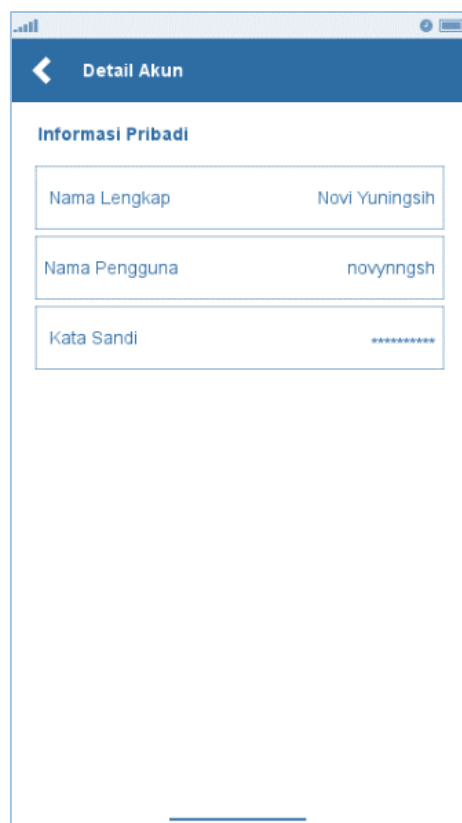 Detail Akun
Informasi Pribadi
Nama Lengkap Novi Yuningsih
Nama Pengguna novynngsh
Kata Sandi **********